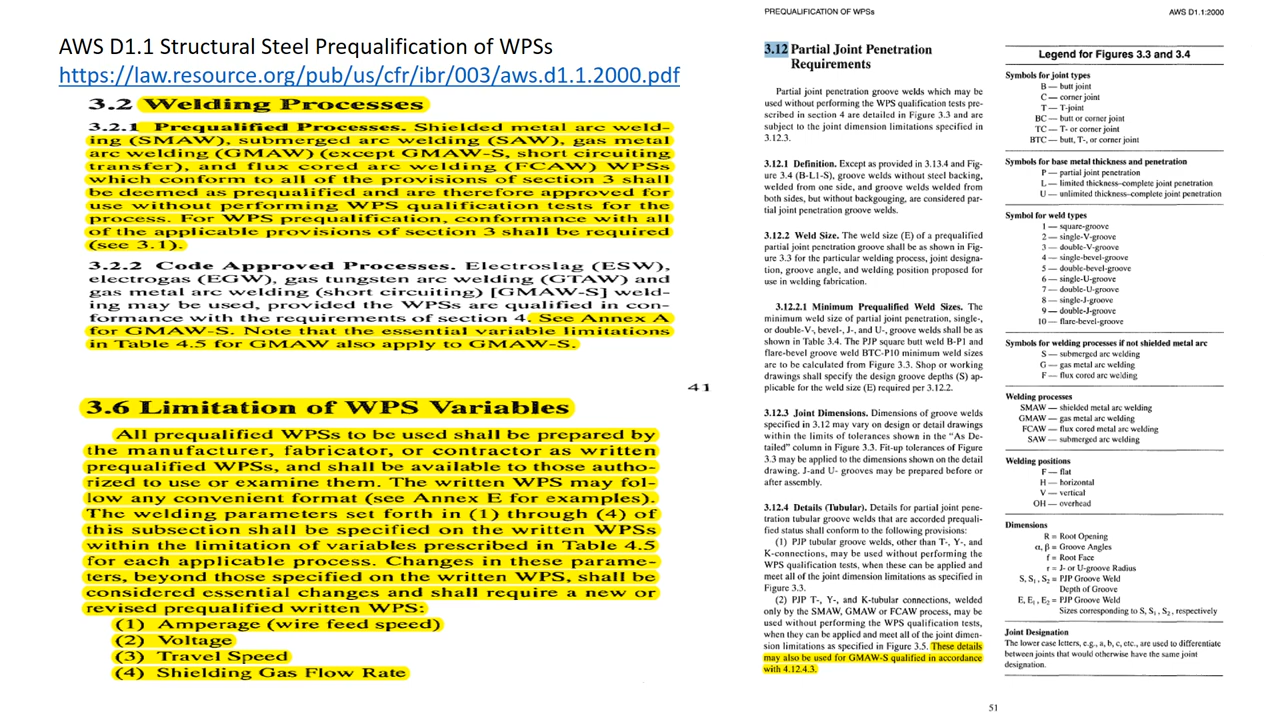 AWS D1.1 Structural Steel Prequalification of WPSs
https://law.resource.org/pub/us/cfr/ibr/003/aws.d1.1.2000.pdf
3.2 Welding Processes
3.2.1 Prequalified Processes. Shielded metal arc weld-
ing (SMAW), submerged arc welding (SAW), gas metal
arc welding (GMAW) (except GMAW-S, short circuiting
transfer), and flux cored arc welding (FCAW) WPSs
which conform to all of the provisions of section 3 shall
be deemed as prequalified and are therefore approved for
use without performing WPS qualification tests for the
process. For WPS prequalification, conformance with all
of the applicable provisions of section 3 shall be required
(see 3.1).
3.2.2 Code Approved Processes. Electroslag (ESW),
electrogas (EGW), gas tungsten arc welding (GTAW) and
gas metal arc welding (short circuiting) [GMAW-S] weld-
ing may be used, provided the WPSs are qualified in con-
formance with the requirements of section 4. See Annex A
for GMAW-S. Note that the essential variable limitations
in Table 4.5 for GMAW also apply to GMAW-S.
41
3.6 Limitation of WPS Variables
All prequalified WPSs to be used shall be prepared by
the manufacturer, fabricator, or contractor as written
prequalified WPSs, and shall be available to those autho-
rized to use or examine them. The written WPS may fol-
low any convenient format (see Annex E for examples).
The welding parameters set forth in (1) through (4) of
this subsection shall be specified on the written WPSs
within the limitation of variables prescribed in Table 4.5
for each applicable process. Changes in these parame-
ters, beyond those specified on the written WPS, shall be
considered essential changes and shall require a new or
revised prequalified written WPS:
(1) Amperage (wire feed speed)
(2) Voltage
(3) Travel Speed
(4) Shielding Gas Flow Rate
PREQUALIFICATION OF WPSs
AWS D1.1:2000
3.12 Partial Joint Penetration
Requirements
Partial joint penetration groove welds which may be
used without performing the WPS qualification tests pre-
scribed in section 4 are detailed in Figure 3.3 and are
subject to the joint dimension limitations specified in
3.12.3.
3.12.1 Definition. Except as provided in 3.13.4 and Fig-
ure 3.4 (B-L1-S), groove welds without steel backing,
welded from one side, and groove welds welded from
both sides, but without backgouging, are considered par-
tial joint penetration groove welds.
3.12.2 Weld Size. The weld size (E) of a prequalified
partial joint penetration groove shall be as shown in Fig-
ure 3.3 for the particular welding process, joint designa-
tion, groove angle, and welding position proposed for
use in welding fabrication.
3.12.2.1 Minimum Prequalified Weld Sizes. The
minimum weld size of partial joint penetration, single-,
or double-V-, bevel-, J-, and U-, groove welds shall be as
shown in Table 3.4. The PJP square butt weld B-P1 and
flare-bevel groove weld BTC-P10 minimum weld sizes
are to be calculated from Figure 3.3. Shop or working
drawings shall specify the design groove depths (S) ap-
plicable for the weld size (E) required per 3.12.2.
3.12.3 Joint Dimensions. Dimensions of groove welds
specified in 3.12 may vary on design or detail drawings
within the limits of tolerances shown in the "As De-
tailed" column in Figure 3.3. Fit-up tolerances of Figure
3.3 may be applied to the dimensions shown on the detail
drawing. J-and U- grooves may be prepared before or
after assembly.
3.12.4 Details (Tubular). Details for partial joint pene-
tration tubular groove welds that are accorded prequali-
fied status shall conform to the following provisions:
(1) PJP tubular groove welds, other than T-, Y-, and
K-connections, may be used without performing the
WPS qualification tests, when these can be applied and
meet all of the joint dimension limitations as specified in
Figure 3.3.
(2) PJP T-, Y-, and K-tubular connections, welded
only by the SMAW, GMAW or FCAW process, may be
used without performing the WPS qualification tests,
when they can be applied and meet all of the joint dimen-
sion limitations as specified in Figure 3.5. These details
may also be used for GMAW-S qualified in accordance
with 4.12.4.3.
Legend for Figures 3.3 and 3.4
Symbols for joint types
B — butt joint
C — corner joint
T — T-joint
BC — butt or corner joint
TC — T- or corner joint
BTC — butt, T-, or corner joint
Symbols for base metal thickness and penetration
P — partial joint penetration
L — limited thickness–complete joint penetration
U — unlimited thickness–complete joint penetration
Symbol for weld types
1 — square-groove
2 — single-V-groove
3 — double-V-groove
4 — single-bevel-groove
5 — double-bevel-groove
6 — single-U-groove
7 — double-U-groove
8 — single-J-groove
9 — double-J-groove
10 — flare-bevel-groove
Symbols for welding processes if not shielded metal arc
S — submerged arc welding
G — gas metal arc welding
F — flux cored arc welding
Welding processes
SMAW — shielded metal arc welding
GMAW — gas metal arc welding
FCAW — flux cored metal arc welding
SAW — submerged arc welding
Welding positions
F — flat
H — horizontal
V — vertical
OH — overhead
Dimensions
R = Root Opening
α, β = Groove Angles
f = Root Face
r = J- or U-groove Radius
S, S1, S2 = PJP Groove Weld
Depth of Groove
E, E1, E2 = PJP Groove Weld
Sizes corresponding to S, S1, S2, respectively
Joint Designation
The lower case letters, e.g., a, b, c, etc., are used to differentiate
between joints that would otherwise have the same joint
designation.
51